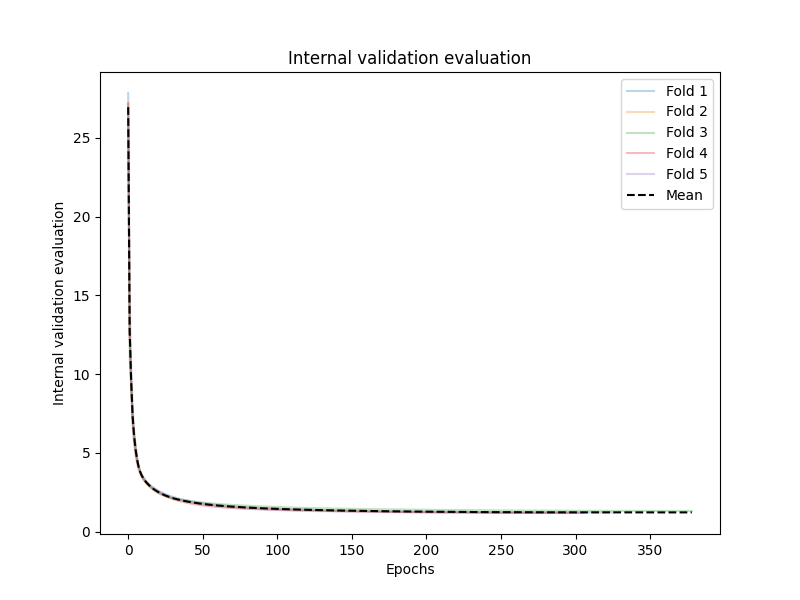 Internal validation evaluation
Fold 1
Fold 2
Fold 3
Fold 4
Fold 5
Mean
Internal validation evaluation
25
20
15
10
5
0
0 50 100 150 200 250 300 350
Epochs